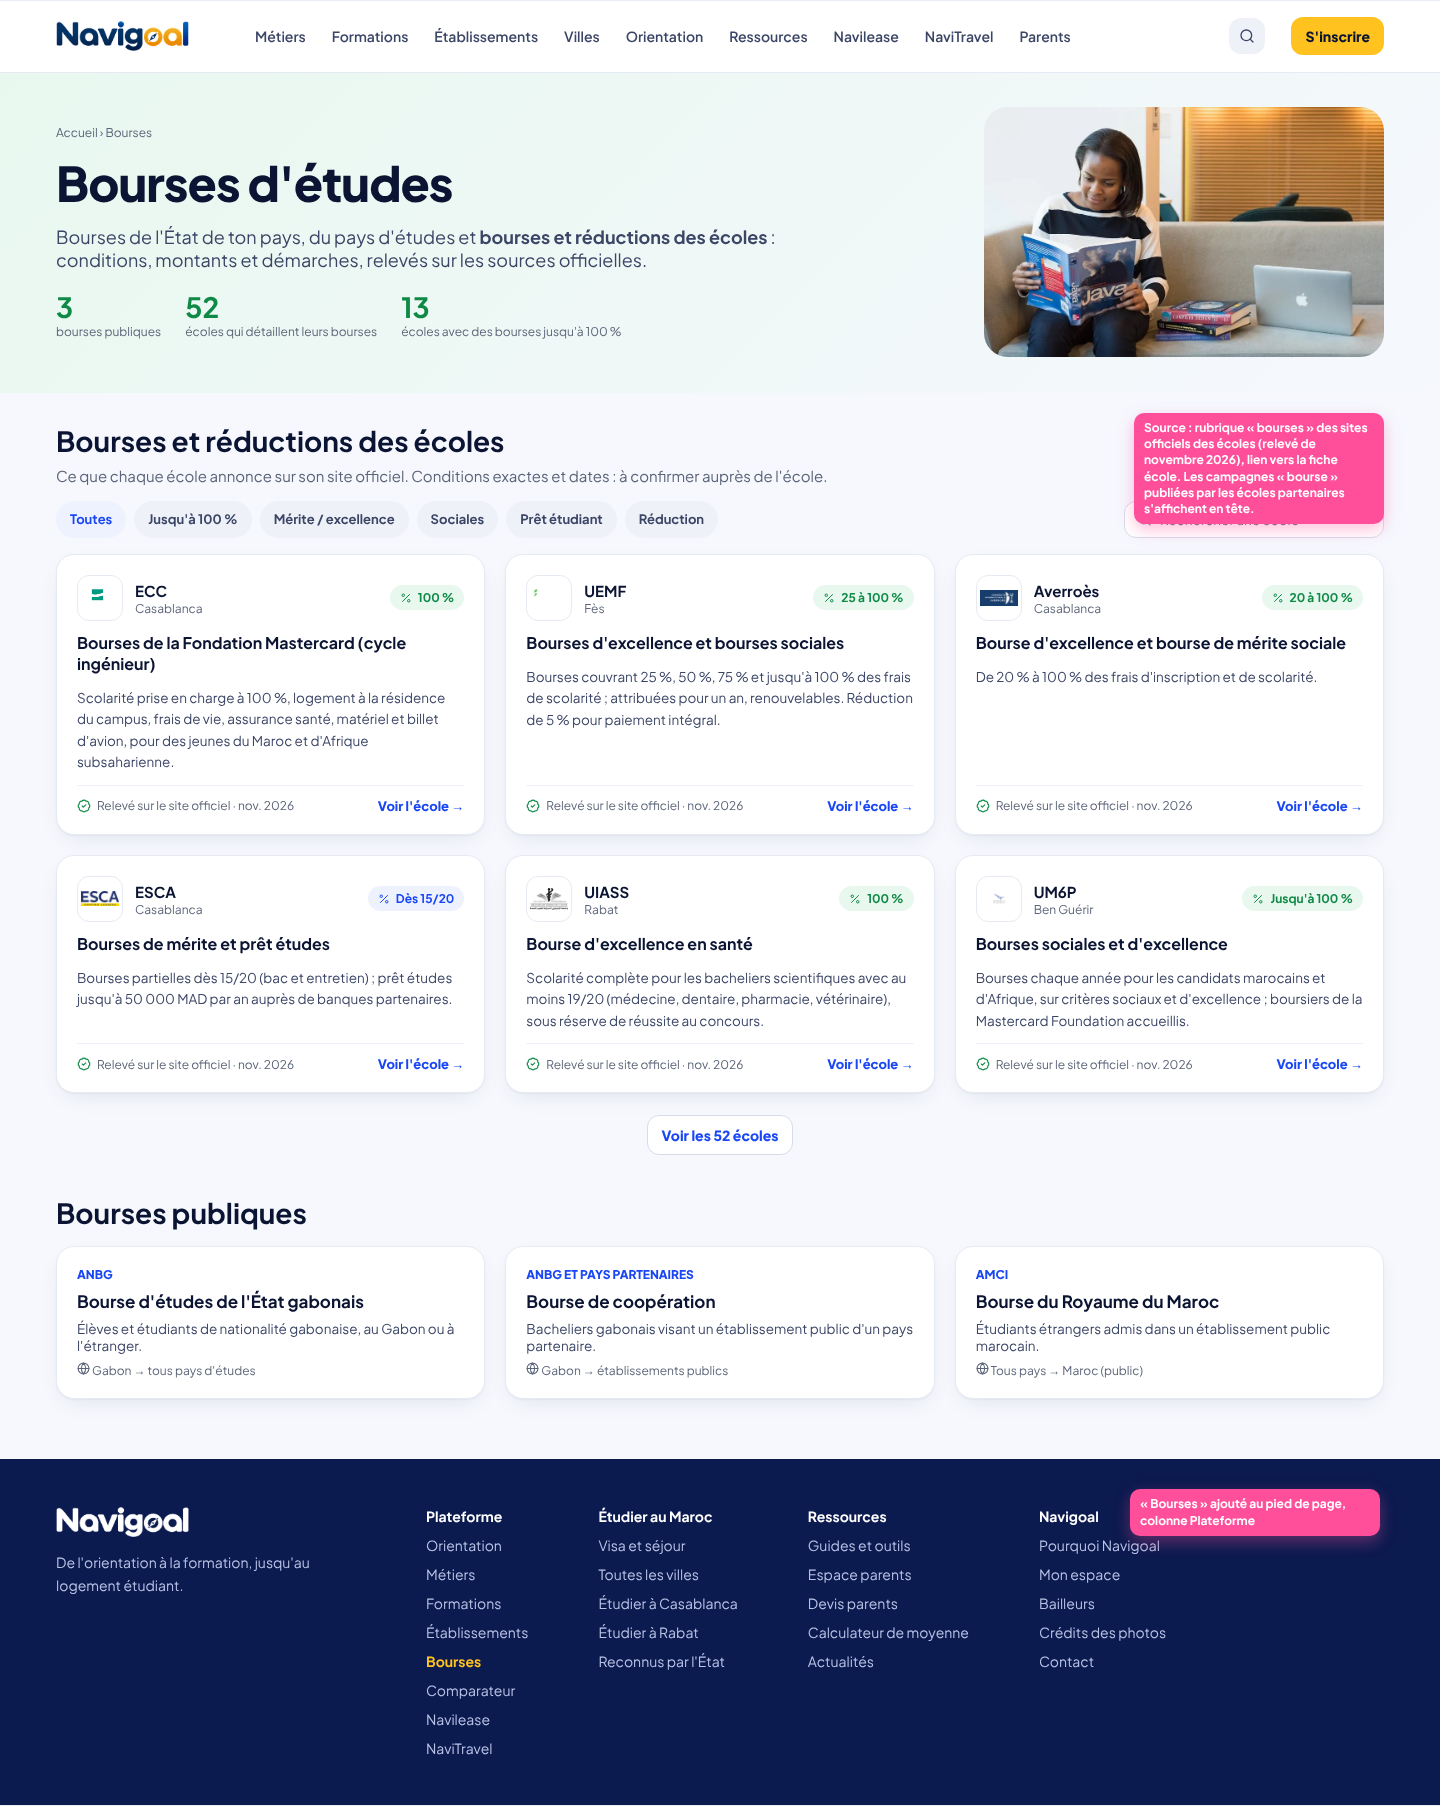 Navigoal
Métiers
Formations
Établissements
Villes
Orientation
Ressources
Navilease
NaviTravel
Parents
S'inscrire
Accueil › Bourses
Bourses d'études
Bourses de l'État de ton pays, du pays d'études et bourses et réductions des écoles :
conditions, montants et démarches, relevés sur les sources officielles.
3
bourses publiques
52
écoles qui détaillent leurs bourses
13
écoles avec des bourses jusqu'à 100 %
Java
Bourses et réductions des écoles
Ce que chaque école annonce sur son site officiel. Conditions exactes et dates : à confirmer auprès de l'école.
Source : rubrique « bourses » des sites
officiels des écoles (relevé de
novembre 2026), lien vers la fiche
école. Les campagnes « bourse »
publiées par les écoles partenaires
s'affichent en tête.
Toutes
Jusqu'à 100 %
Mérite / excellence
Sociales
Prêt étudiant
Réduction
ECC
Casablanca
100 %
Bourses de la Fondation Mastercard (cycle
ingénieur)
Scolarité prise en charge à 100 %, logement à la résidence
du campus, frais de vie, assurance santé, matériel et billet
d'avion, pour des jeunes du Maroc et d'Afrique
subsaharienne.
Relevé sur le site officiel · nov. 2026
Voir l'école →
UEMF
Fès
25 à 100 %
Bourses d'excellence et bourses sociales
Bourses couvrant 25 %, 50 %, 75 % et jusqu'à 100 % des frais
de scolarité ; attribuées pour un an, renouvelables. Réduction
de 5 % pour paiement intégral.
Relevé sur le site officiel · nov. 2026
Voir l'école →
Averroès
Casablanca
20 à 100 %
Bourse d'excellence et bourse de mérite sociale
De 20 % à 100 % des frais d'inscription et de scolarité.
Relevé sur le site officiel · nov. 2026
Voir l'école →
ESCA
ESCA
Casablanca
Dès 15/20
Bourses de mérite et prêt études
Bourses partielles dès 15/20 (bac et entretien) ; prêt études
jusqu'à 50 000 MAD par an auprès de banques partenaires.
Relevé sur le site officiel · nov. 2026
Voir l'école →
UIASS
Rabat
100 %
Bourse d'excellence en santé
Scolarité complète pour les bacheliers scientifiques avec au
moins 19/20 (médecine, dentaire, pharmacie, vétérinaire),
sous réserve de réussite au concours.
Relevé sur le site officiel · nov. 2026
Voir l'école →
UM6P
Ben Guérir
Jusqu'à 100 %
Bourses sociales et d'excellence
Bourses chaque année pour les candidats marocains et
d'Afrique, sur critères sociaux et d'excellence ; boursiers de la
Mastercard Foundation accueillis.
Relevé sur le site officiel · nov. 2026
Voir l'école →
Voir les 52 écoles
Bourses publiques
ANBG
Bourse d'études de l'État gabonais
Élèves et étudiants de nationalité gabonaise, au Gabon ou à
l'étranger.
Gabon → tous pays d'études
ANBG ET PAYS PARTENAIRES
Bourse de coopération
Bacheliers gabonais visant un établissement public d'un pays
partenaire.
Gabon → établissements publics
AMCI
Bourse du Royaume du Maroc
Étudiants étrangers admis dans un établissement public
marocain.
Tous pays → Maroc (public)
Navigoal
De l'orientation à la formation, jusqu'au
logement étudiant.
Plateforme
Orientation
Métiers
Formations
Établissements
Bourses
Comparateur
Navilease
NaviTravel
Étudier au Maroc
Visa et séjour
Toutes les villes
Étudier à Casablanca
Étudier à Rabat
Reconnus par l'État
Ressources
Guides et outils
Espace parents
Devis parents
Calculateur de moyenne
Actualités
Navigoal
Pourquoi Navigoal
Mon espace
Bailleurs
Crédits des photos
Contact
« Bourses » ajouté au pied de page,
colonne Plateforme